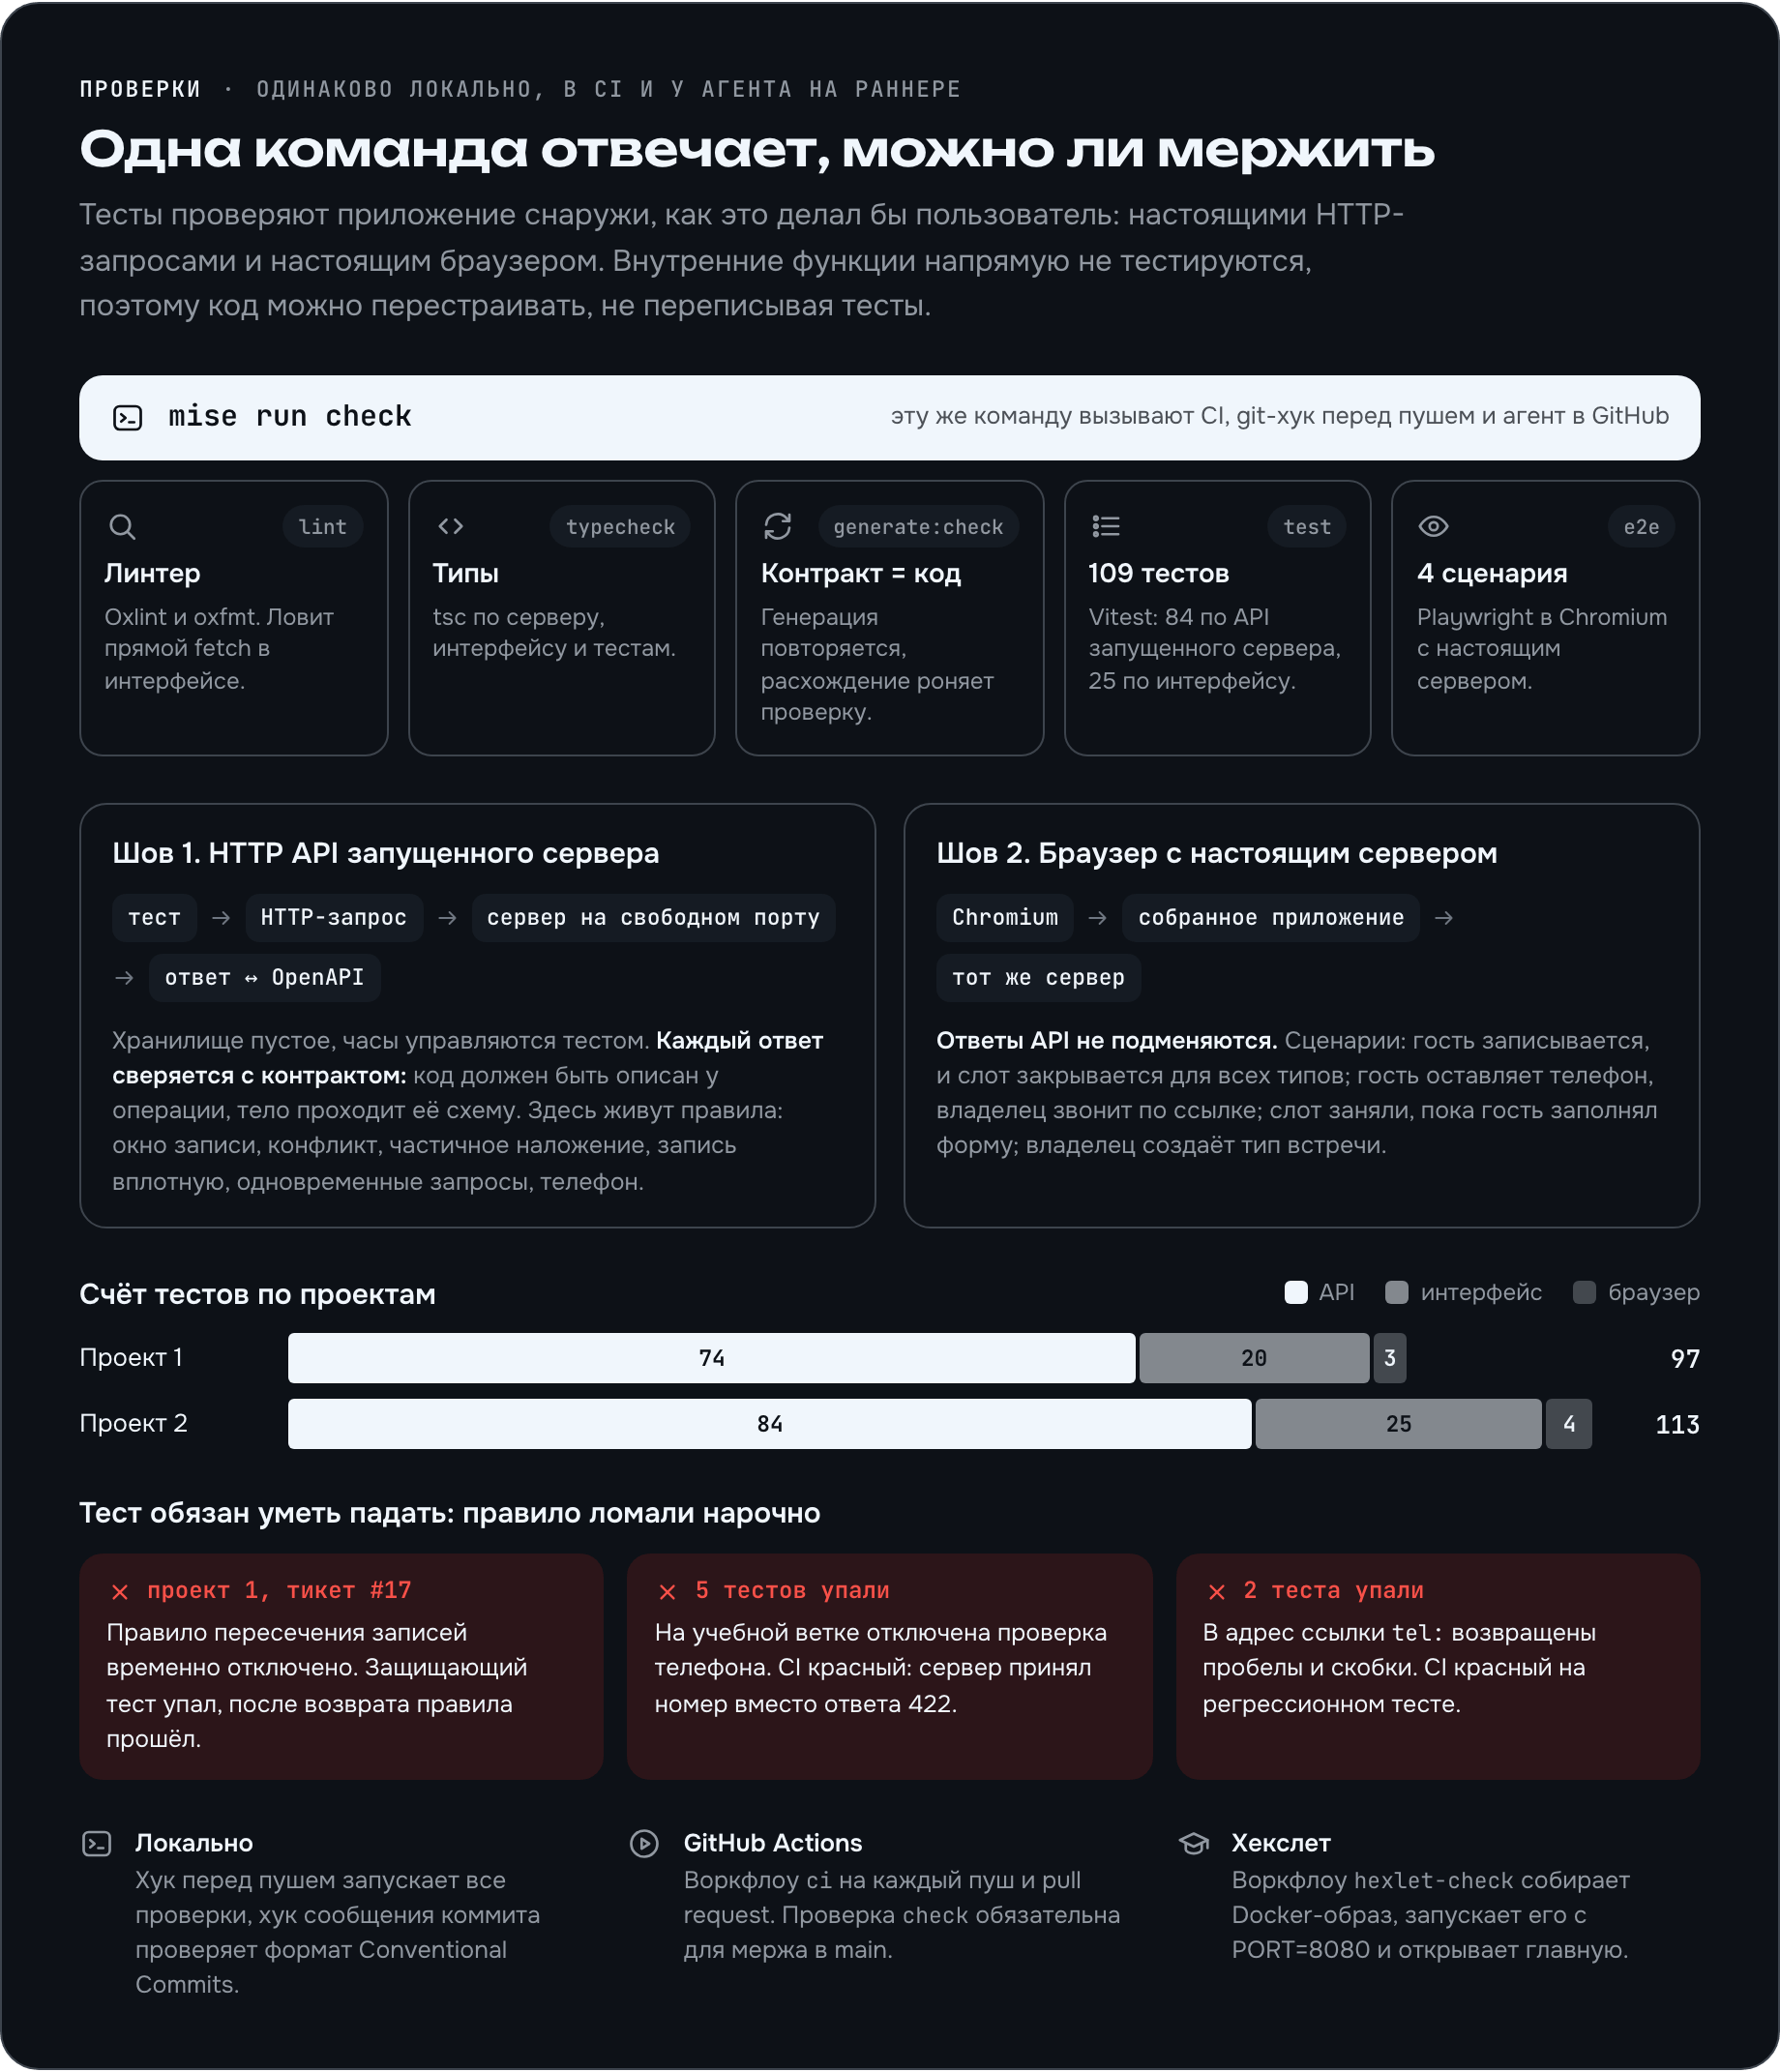 ПРОВЕРКИ · ОДИНАКОВО ЛОКАЛЬНО, В CI И У АГЕНТА НА РАННЕРЕ
Одна команда отвечает, можно ли мержить
Тесты проверяют приложение снаружи, как это делал бы пользователь: настоящими HTTP-
запросами и настоящим браузером. Внутренние функции напрямую не тестируются,
поэтому код можно перестраивать, не переписывая тесты.
mise run check
эту же команду вызывают CI, git-хук перед пушем и агент в GitHub
lint
Линтер
Oxlint и oxfmt. Ловит
прямой fetch в
интерфейсе.
typecheck
Типы
tsc по серверу,
интерфейсу и тестам.
generate:check
Контракт = код
Генерация
повторяется,
расхождение роняет
проверку.
test
109 тестов
Vitest: 84 по API
запущенного сервера,
25 по интерфейсу.
e2e
4 сценария
Playwright в Chromium
с настоящим
сервером.
Шов 1. HTTP API запущенного сервера
тест → HTTP-запрос → сервер на свободном порту
→ ответ ↔ OpenAPI
Хранилище пустое, часы управляются тестом. Каждый ответ
сверяется с контрактом: код должен быть описан у
операции, тело проходит её схему. Здесь живут правила:
окно записи, конфликт, частичное наложение, запись
вплотную, одновременные запросы, телефон.
Шов 2. Браузер с настоящим сервером
Chromium → собранное приложение →
тот же сервер
Ответы API не подменяются. Сценарии: гость записывается,
и слот закрывается для всех типов; гость оставляет телефон,
владелец звонит по ссылке; слот заняли, пока гость заполнял
форму; владелец создаёт тип встречи.
Счёт тестов по проектам
API интерфейс браузер
Проект 1 74 20 3 97
Проект 2 84 25 4 113
Тест обязан уметь падать: правило ломали нарочно
× проект 1, тикет #17
Правило пересечения записей
временно отключено. Защищающий
тест упал, после возврата правила
прошёл.
× 5 тестов упали
На учебной ветке отключена проверка
телефона. CI красный: сервер принял
номер вместо ответа 422.
× 2 теста упали
В адрес ссылки tel: возвращены
пробелы и скобки. CI красный на
регрессионном тесте.
Локально
Хук перед пушем запускает все
проверки, хук сообщения коммита
проверяет формат Conventional
Commits.
GitHub Actions
Воркфлоу ci на каждый пуш и pull
request. Проверка check обязательна
для мержа в main.
Хекслет
Воркфлоу hexlet-check собирает
Docker-образ, запускает его с
PORT=8080 и открывает главную.